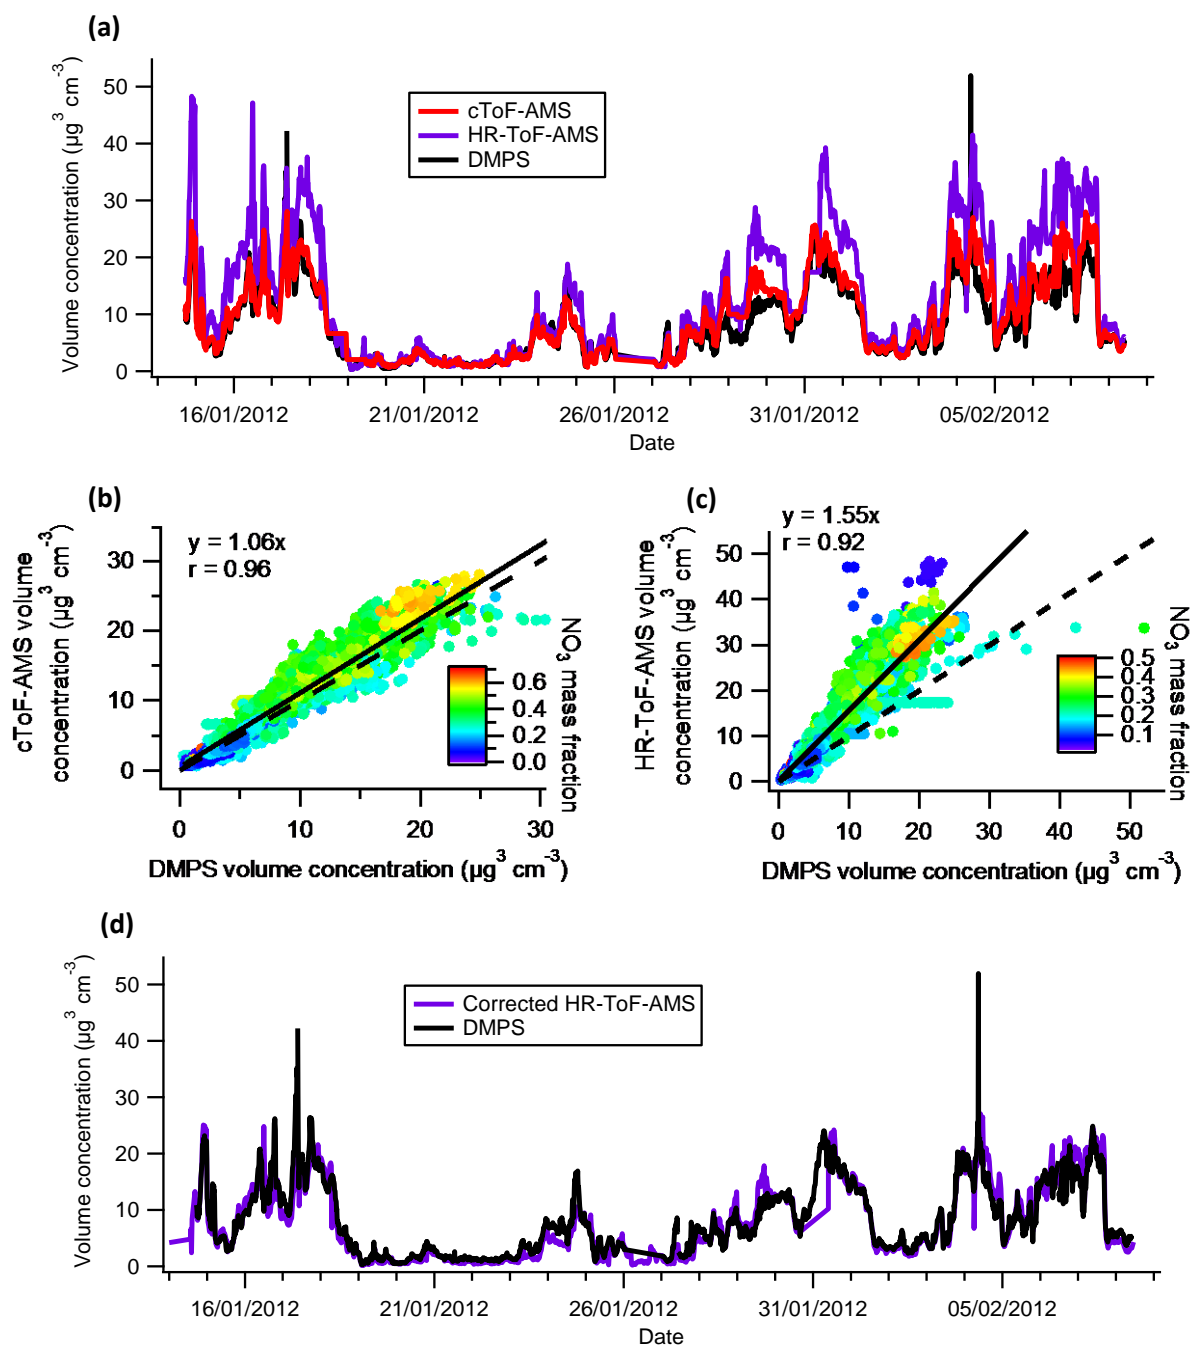 (a)
Volume concentration (µg³ cm⁻³)
50
40
30
20
10
0
cToF-AMS
HR-ToF-AMS
DMPS
16/01/2012 21/01/2012 26/01/2012 31/01/2012 05/02/2012
Date
(b)
cToF-AMS volume
concentration (µg³ cm⁻³)
y = 1.06x
r = 0.96
30
20
10
0
0 10 20 30
DMPS volume concentration (µg³ cm⁻³)
0.6
0.4
0.2
0.0
NO₃ mass fraction
(c)
HR-ToF-AMS volume
concentration (µg³ cm⁻³)
y = 1.55x
r = 0.92
50
40
30
20
10
0
0 10 20 30 40 50
DMPS volume concentration (µg³ cm⁻³)
0.5
0.4
0.3
0.2
0.1
NO₃ mass fraction
(d)
Volume concentration (µg³ cm⁻³)
50
40
30
20
10
0
Corrected HR-ToF-AMS
DMPS
16/01/2012 21/01/2012 26/01/2012 31/01/2012 05/02/2012
Date